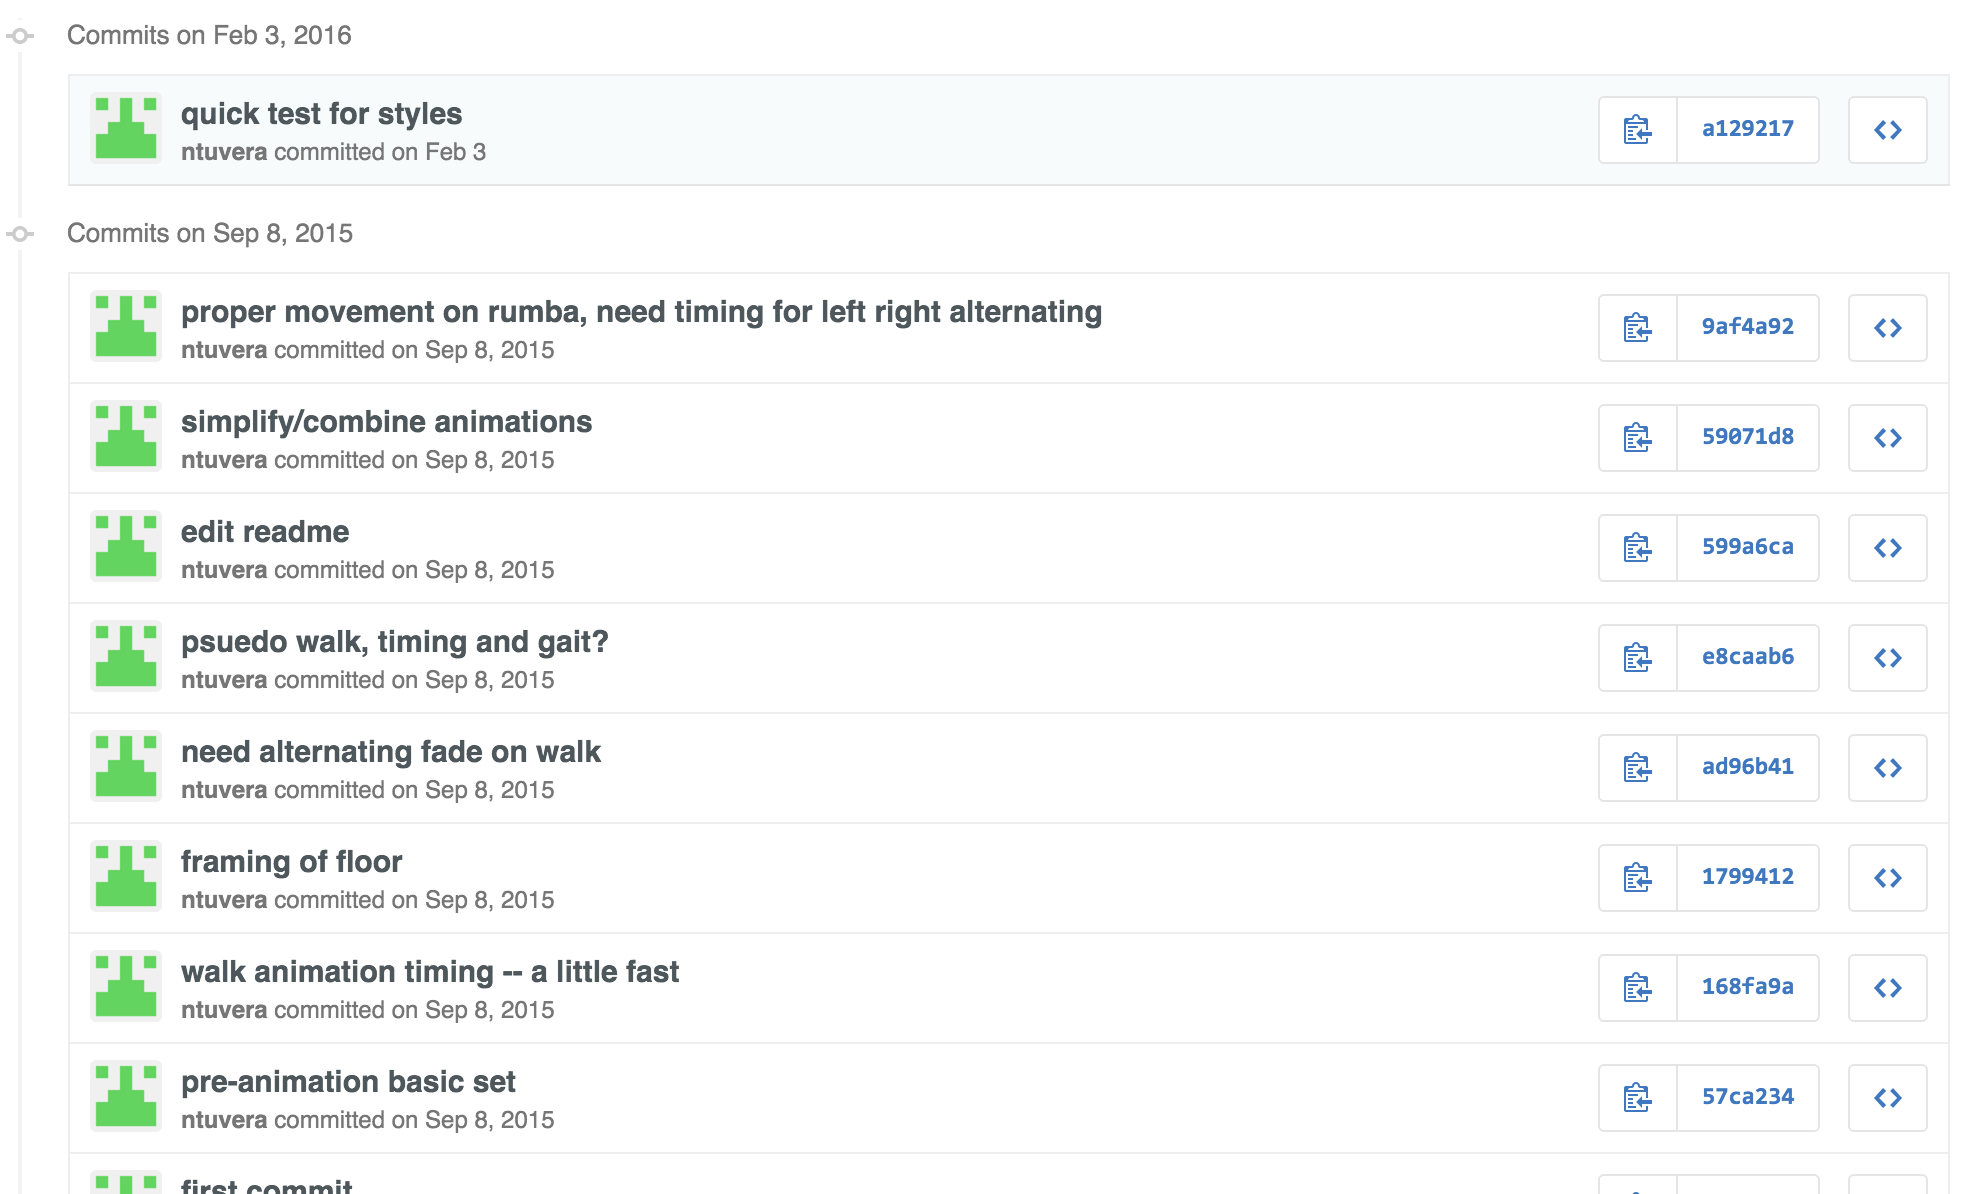 Commits on Feb 3, 2016
quick test for styles
ntuvera committed on Feb 3
a129217
Commits on Sep 8, 2015
proper movement on rumba, need timing for left right alternating
ntuvera committed on Sep 8, 2015
9af4a92
simplify/combine animations
ntuvera committed on Sep 8, 2015
59071d8
edit readme
ntuvera committed on Sep 8, 2015
599a6ca
psuedo walk, timing and gait?
ntuvera committed on Sep 8, 2015
e8caab6
need alternating fade on walk
ntuvera committed on Sep 8, 2015
ad96b41
framing of floor
ntuvera committed on Sep 8, 2015
1799412
walk animation timing -- a little fast
ntuvera committed on Sep 8, 2015
168fa9a
pre-animation basic set
ntuvera committed on Sep 8, 2015
57ca234
first commit